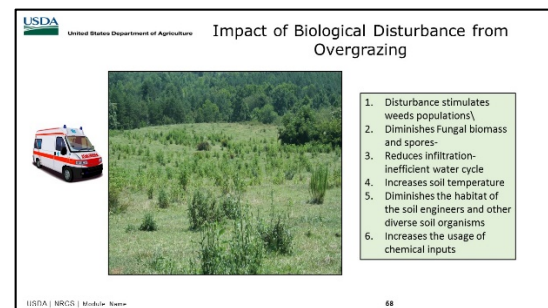 USDA
United States Department of Agriculture
Impact of Biological Disturbance from
Overgrazing
1. Disturbance stimulates
weeds populations\
2. Diminishes Fungal biomass
and spores-
3. Reduces infiltration-
inefficient water cycle
4. Increases soil temperature
5. Diminishes the habitat of
the soil engineers and other
diverse soil organisms
6. Increases the usage of
chemical inputs
USDA | NRCS | Module Name
68